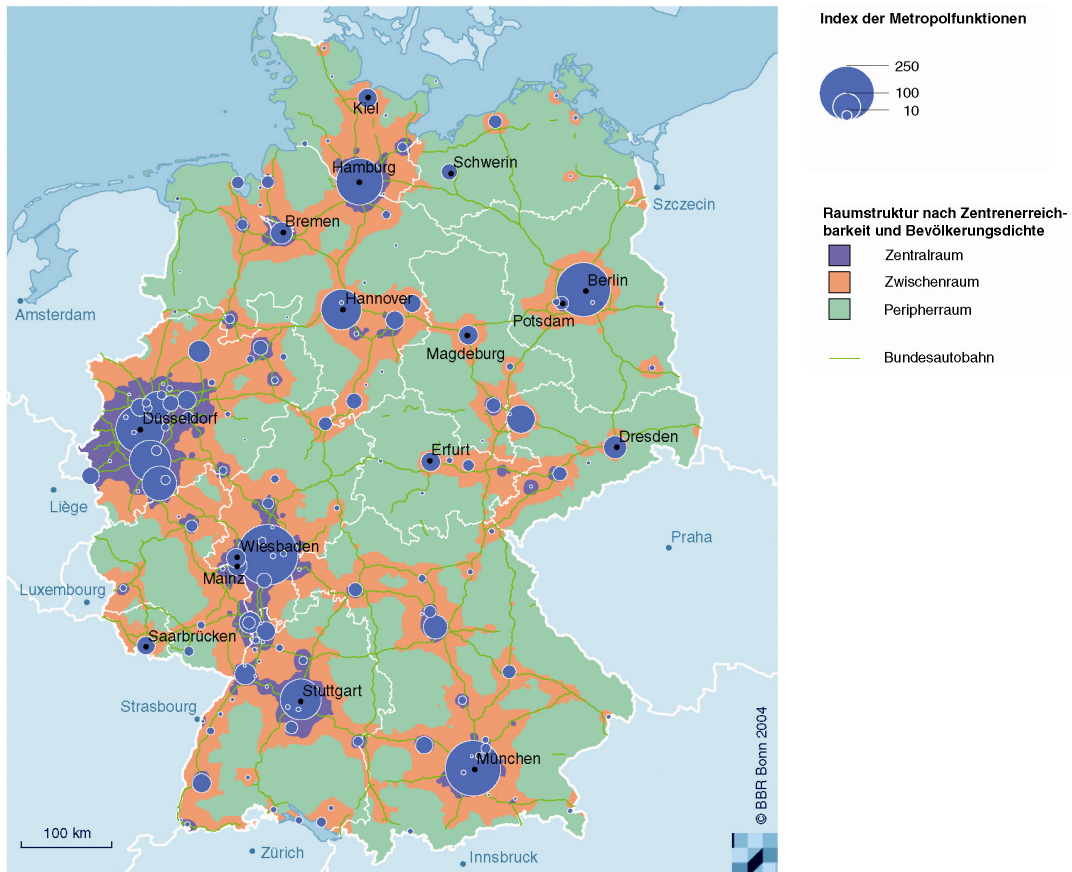 Index der Metropolfunktionen
250
100
10
Raumstruktur nach Zentrenerreich-
barkeit und Bevölkerungsdichte
Zentralraum
Zwischenraum
Peripherraum
Bundesautobahn
Kiel
Hamburg
Schwerin
Szczecin
Bremen
Berlin
Amsterdam
Hannover
Potsdam
Magdeburg
Düsseldorf
Dresden
Erfurt
Liège
Praha
Wiesbaden
Mainz
Luxembourg
Saarbrücken
Stuttgart
Strasbourg
München
100 km
Zürich
Innsbruck
© BBR Bonn 2004